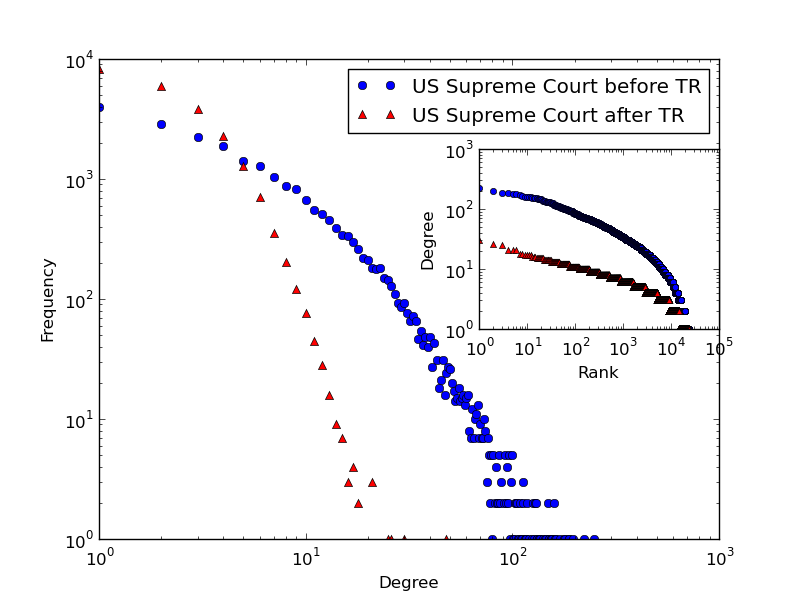 US Supreme Court before TR
US Supreme Court after TR
10^4
10^3
10^2
10^1
10^0
Frequency
10^0 10^1 10^2 10^3
Degree
10^3
10^2
10^1
10^0
Degree
10^0 10^1 10^2 10^3 10^4 10^5
Rank